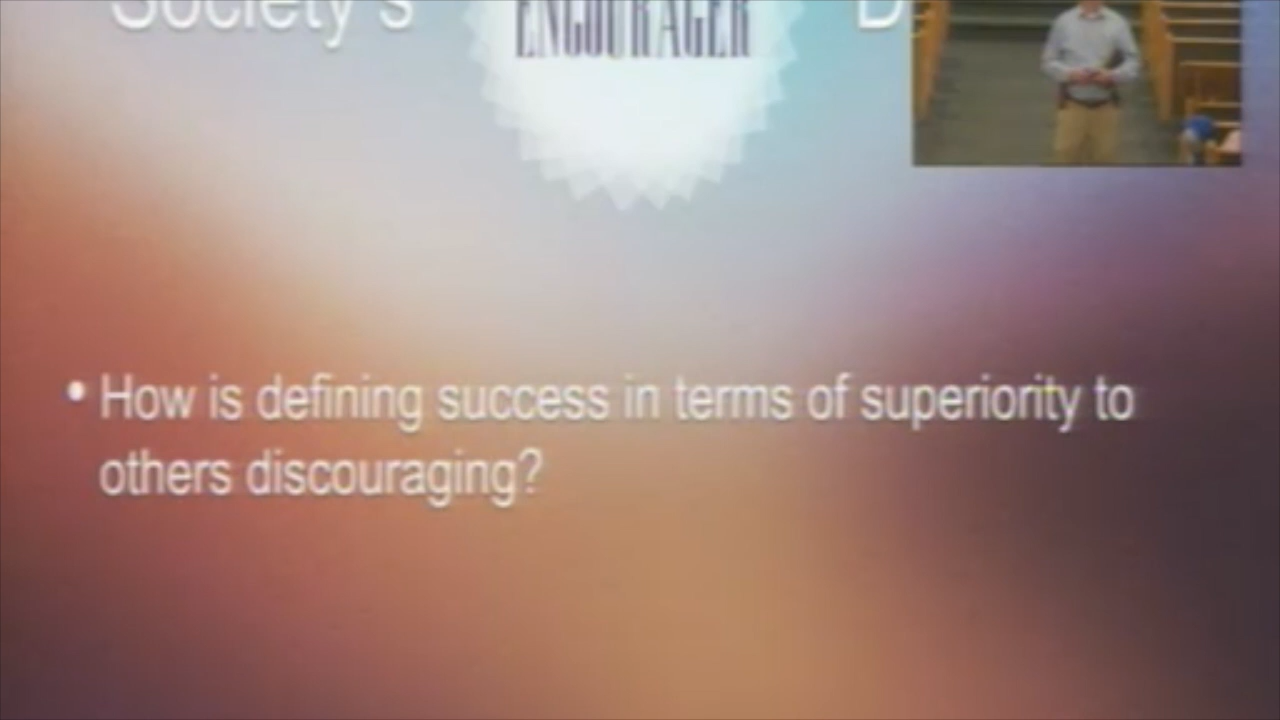 Society's
ENCOURAGER
D
• How is defining success in terms of superiority to
others discouraging?